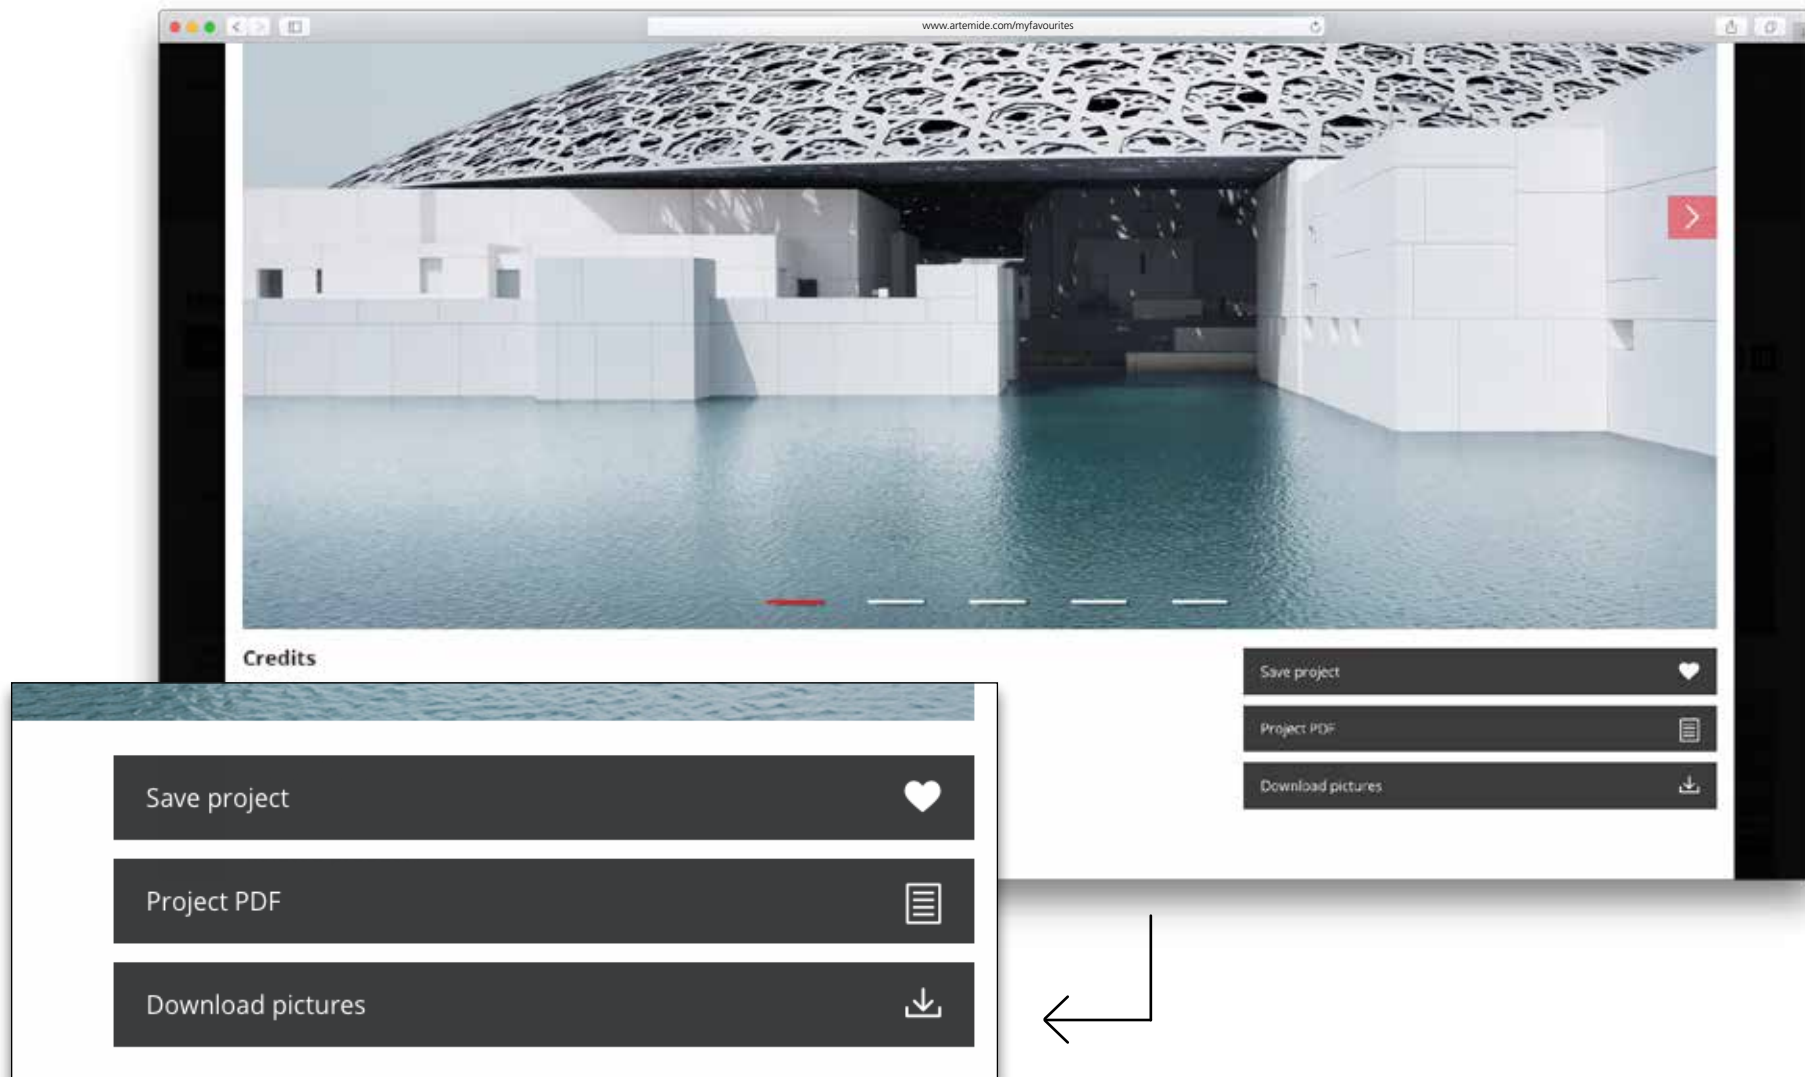 www.artemide.com/myfavourites
Credits
Save project
Project PDF
Download pictures
Save project
Project PDF
Download pictures